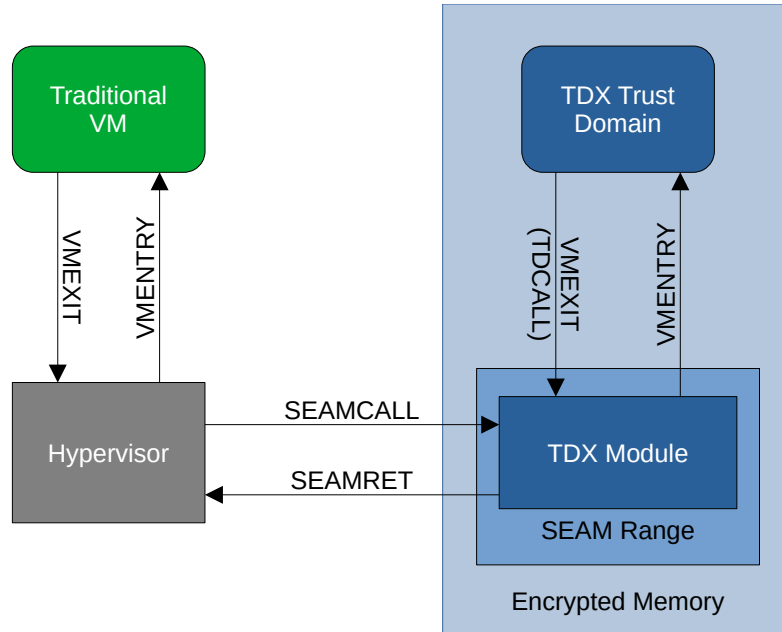 Traditional
VM
TDX Trust
Domain
VMEXIT
VMENTRY
VMEXIT
(TDCALL)
VMENTRY
SEAMCALL
Hypervisor
TDX Module
SEAMRET
SEAM Range
Encrypted Memory